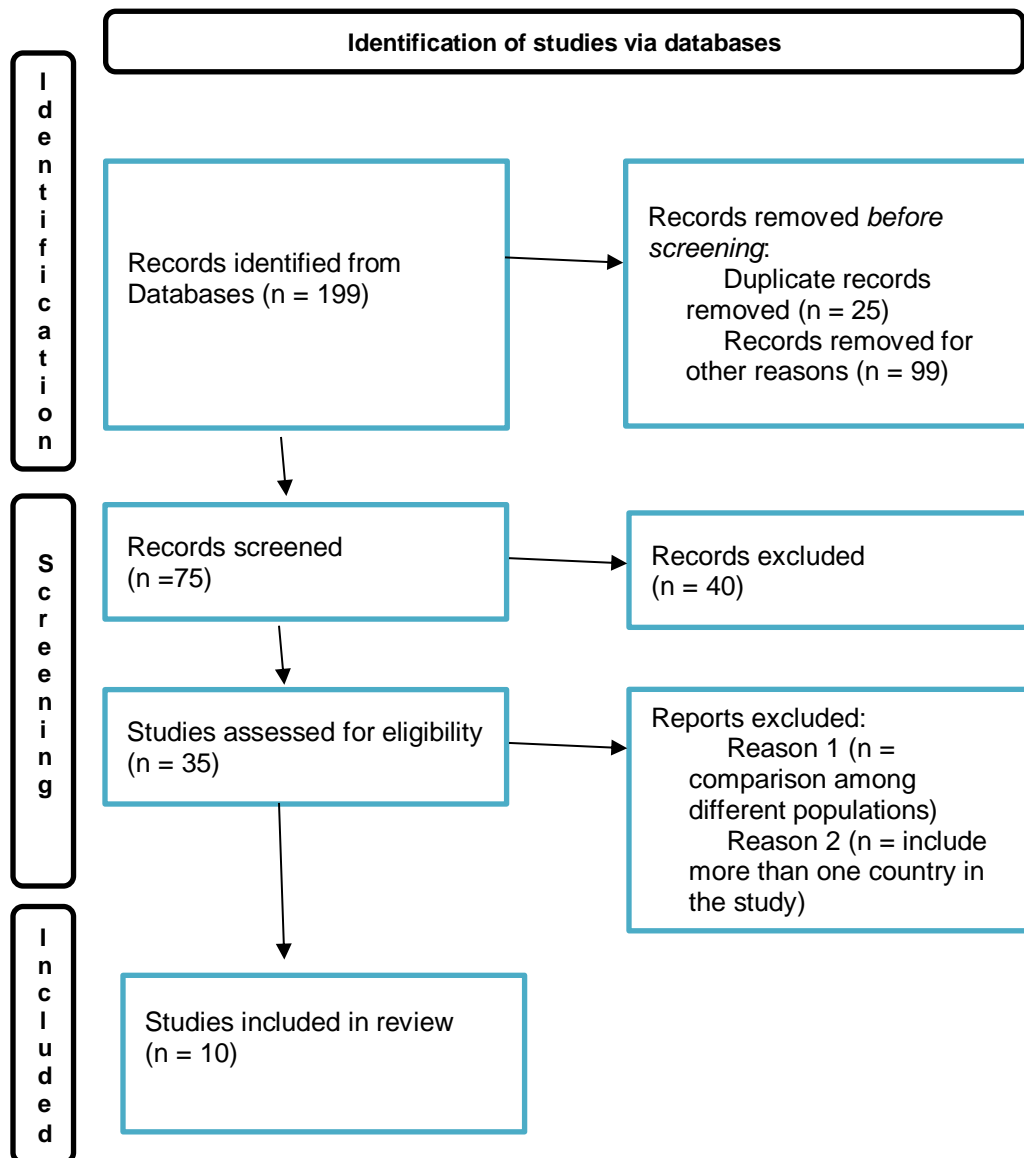 Identification of studies via databases
Identification
Records identified from
Databases (n = 199)
Records removed before
screening:
Duplicate records
removed (n = 25)
Records removed for
other reasons (n = 99)
Screening
Records screened
(n =75)
Records excluded
(n = 40)
Studies assessed for eligibility
(n = 35)
Reports excluded:
Reason 1 (n =
comparison among
different populations)
Reason 2 (n = include
more than one country in
the study)
Included
Studies included in review
(n = 10)